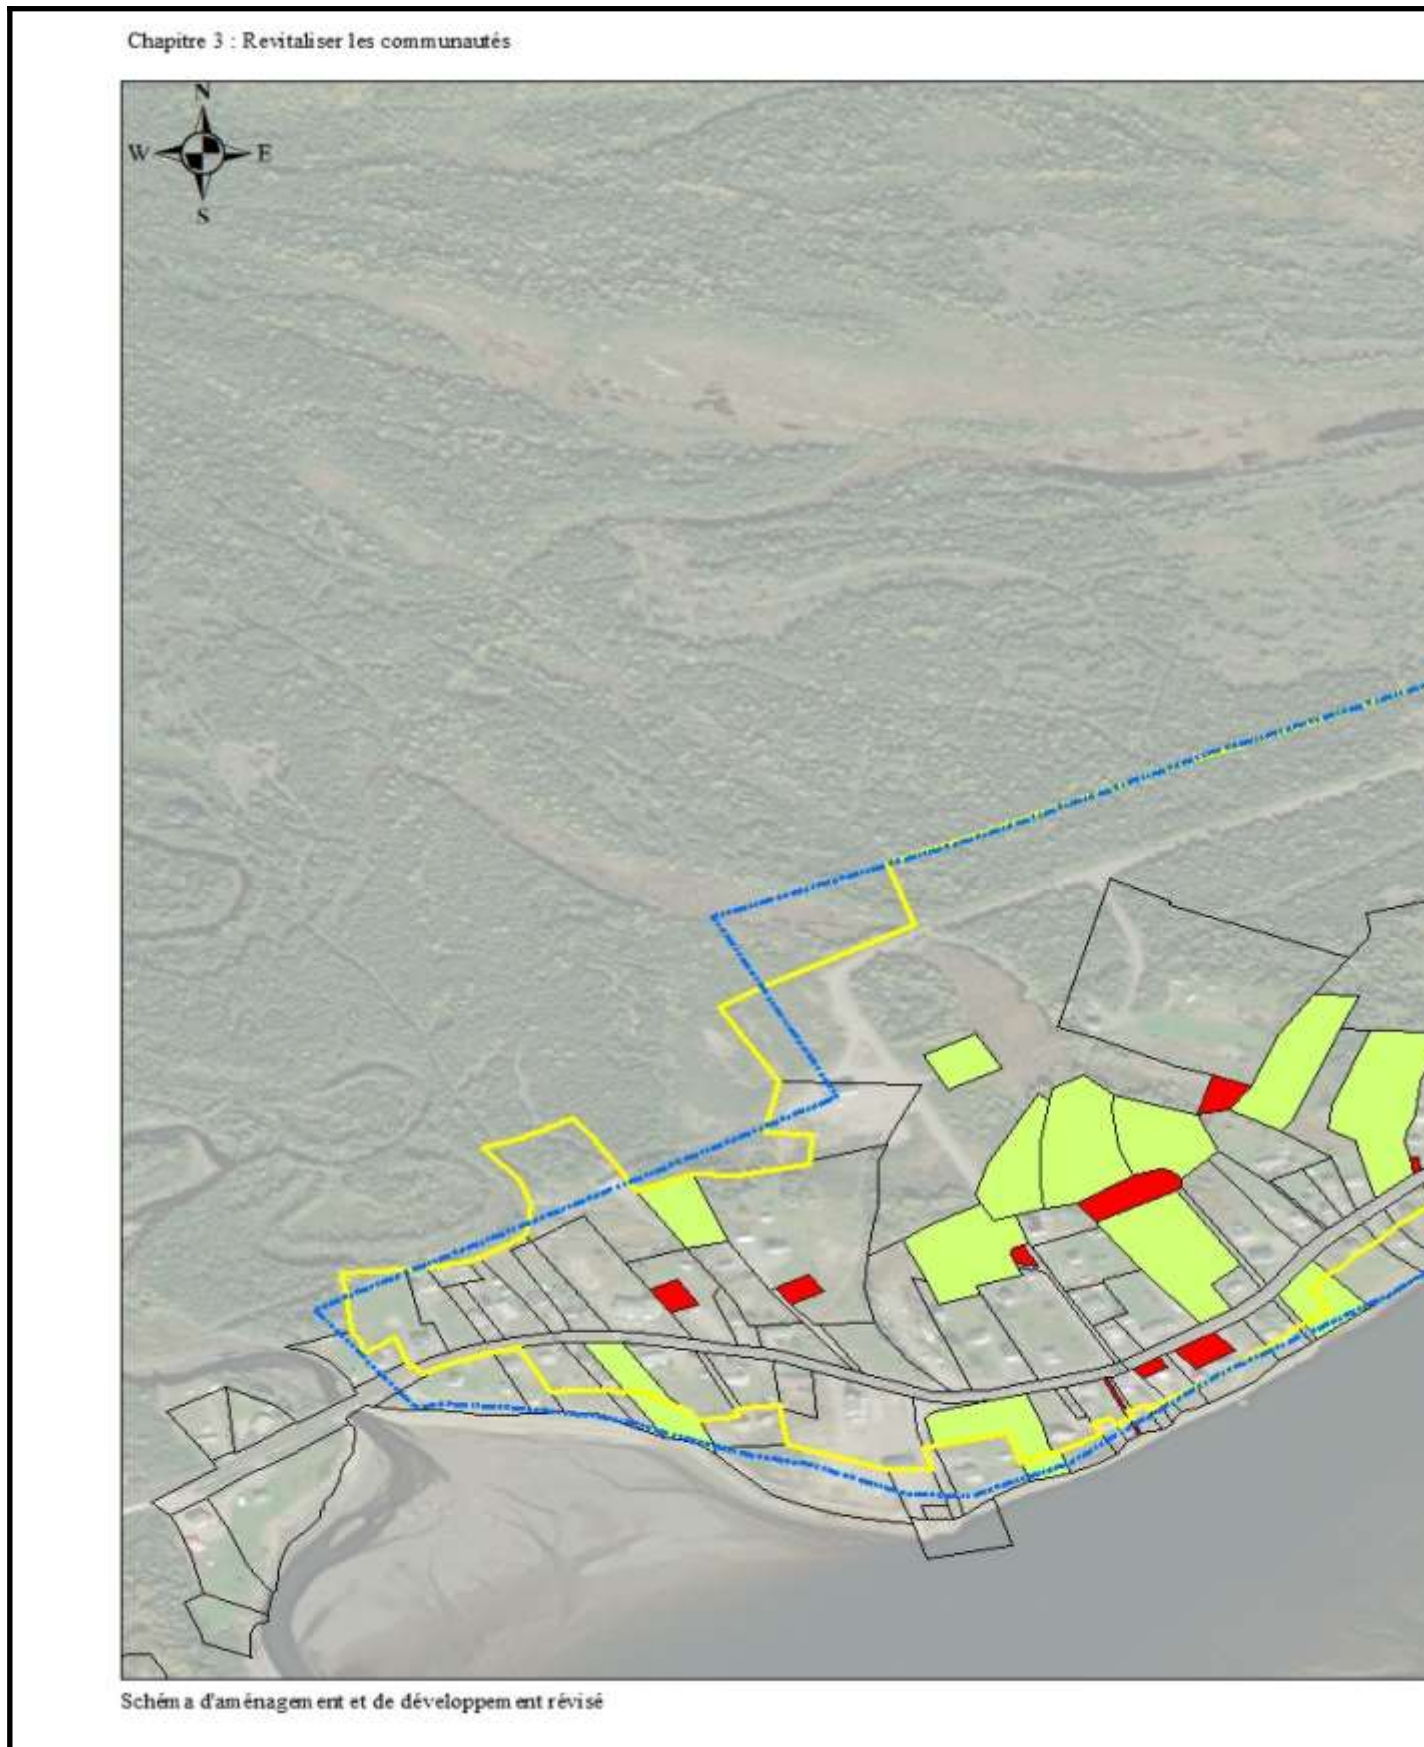 Chapitre 3 : Revitaliser les communautés
N
W E
S
Schéma d'aménagement et de développement révisé